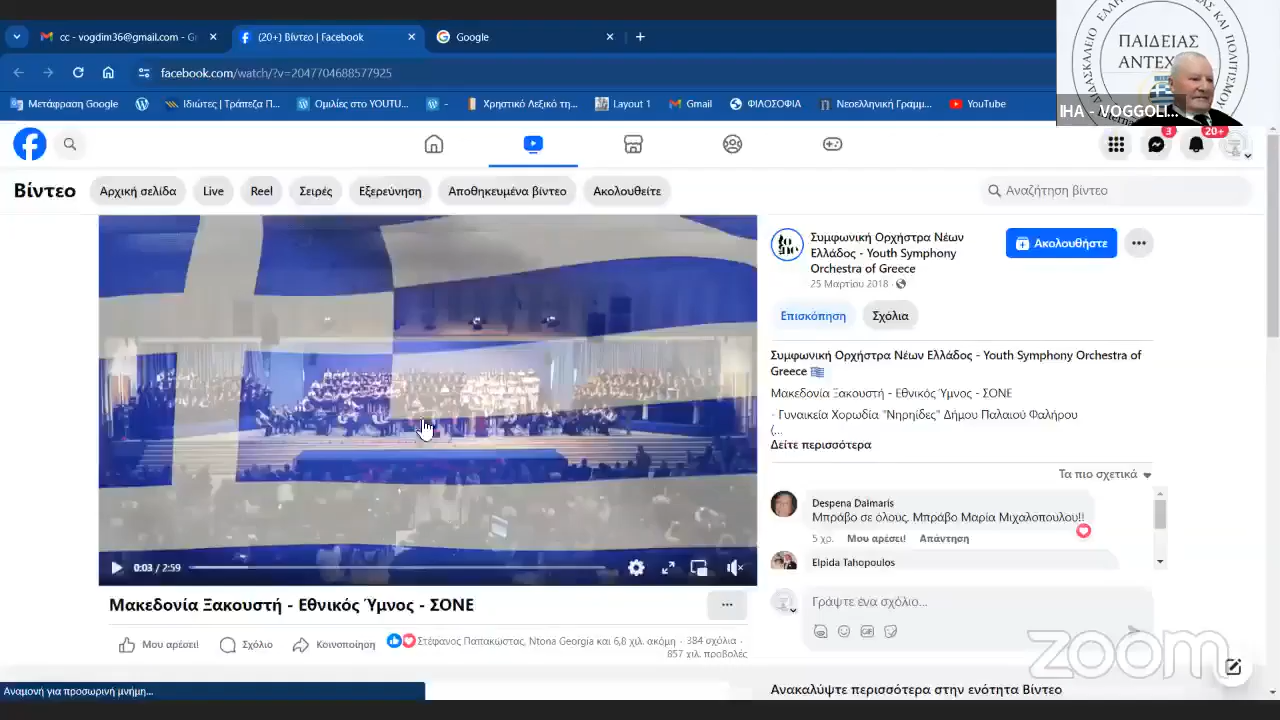 cc - vogdim36@gmail.com - G
(20+) Βίντεο | Facebook
Google
facebook.com/watch/?v=2047704688577925
Μετάφραση Google
Ιδιώτες | Τράπεζα Π...
Ομιλίες στο YOUTU...
-
Χρηστικό Λεξικό τη...
Layout 1
Gmail
ΦΙΛΟΣΟΦΙΑ
Νεοελληνική Γραμμ...
YouTube
ΠΑΙΔΕΙΑΣ
ΑΝΤΕΧ
IHA - VOGGOLI...
3
20+
Βίντεο
Αρχική σελίδα
Live
Reel
Σειρές
Εξερεύνηση
Αποθηκευμένα βίντεο
Ακολουθείτε
Αναζήτηση βίντεο
Συμφωνική Ορχήστρα Νέων
Ελλάδος - Youth Symphony
Orchestra of Greece
25 Μαρτίου 2018 ·
Ακολουθήστε
Επισκόπηση
Σχόλια
Συμφωνική Ορχήστρα Νέων Ελλάδος - Youth Symphony Orchestra of
Greece
Μακεδονία Ξακουστή - Εθνικός Ύμνος - ΣΟΝΕ
· Γυναικεία Χορωδία "Νηρηίδες" Δήμου Παλαιού Φαλήρου
(...
Δείτε περισσότερα
Τα πιο σχετικά
Despena Daimaris
Μπράβο σε όλους. Μπράβο Μαρία Μιχαλοπουλου!!
5 χρ. Μου αρέσει! Απάντηση
Elpida Tahopoulos
Γράψτε ένα σχόλιο...
0:03 / 2:59
Μακεδονία Ξακουστή - Εθνικός Ύμνος - ΣΟΝΕ
Μου αρέσει!
Σχόλιο
Κοινοποίηση
Στέφανος Παπακωστας, Ntona Georgia και 6,8 χιλ. ακόμη · 384 σχόλια ·
857 χιλ. προβολές
zoom
Ανακαλύψτε περισσότερα στην ενότητα Βίντεο
Αναμονή για προσωρινή μνήμη...